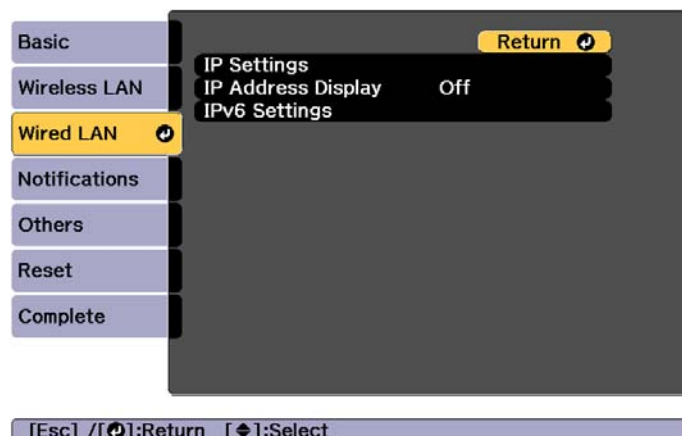 Basic
Wireless LAN
Wired LAN
Notifications
Others
Reset
Complete
Return
IP Settings
IP Address Display Off
IPv6 Settings
[Esc] /[ ]:Return [ ]:Select